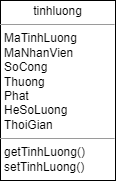 tinhluong
MaTinhLuong
MaNhanVien
SoCong
Thuong
Phat
HeSoLuong
ThoiGian
getTinhLuong()
setTinhLuong()